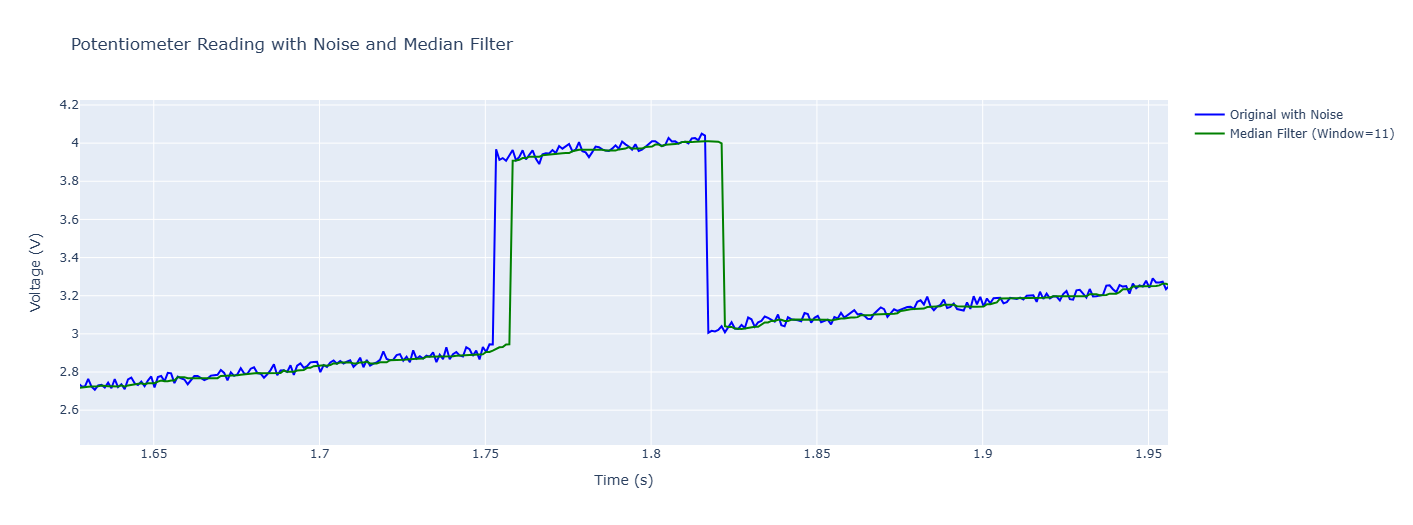 Potentiometer Reading with Noise and Median Filter
Original with Noise
Median Filter (Window=11)
Voltage (V)
4.2
4
3.8
3.6
3.4
3.2
3
2.8
2.6
1.65 1.7 1.75 1.8 1.85 1.9 1.95
Time (s)